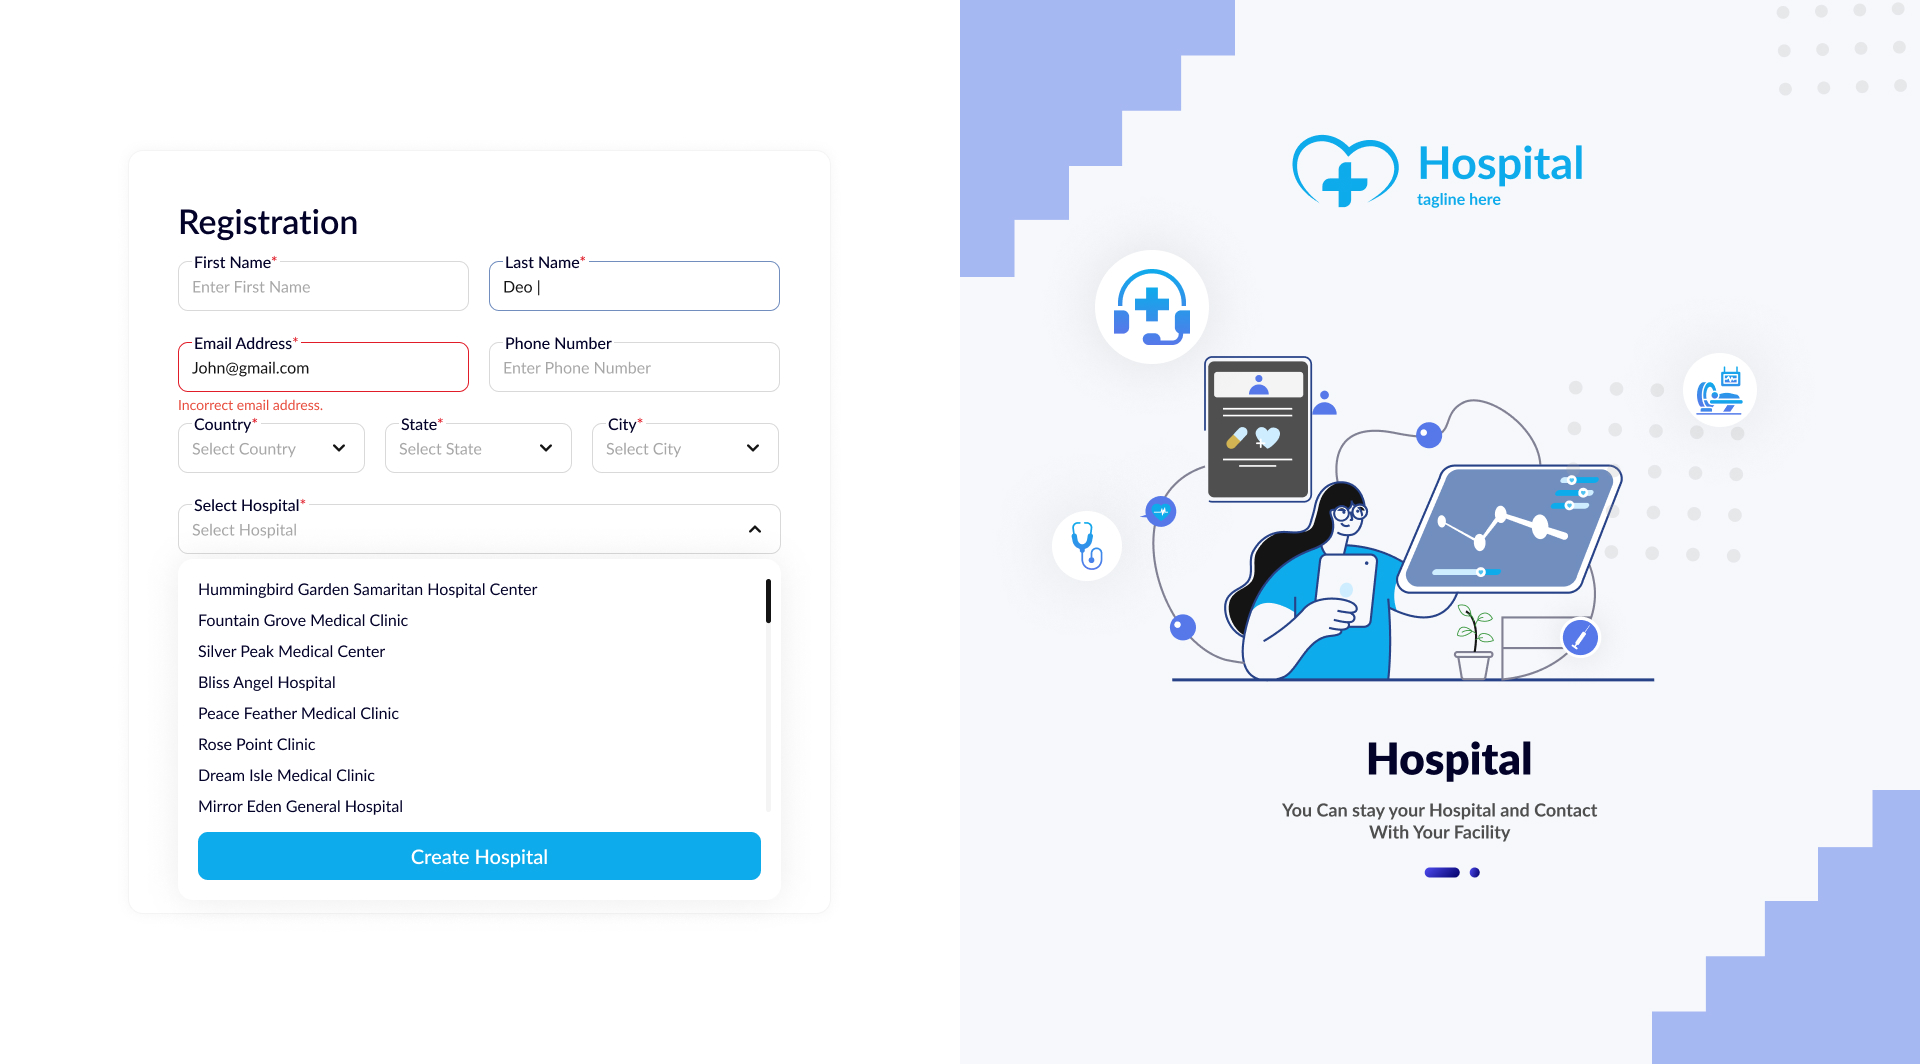 Registration
First Name*
Enter First Name
Last Name*
Deo |
Email Address*
John@gmail.com
Incorrect email address.
Phone Number
Enter Phone Number
Country*
Select Country
State*
Select State
City*
Select City
Select Hospital*
Select Hospital
Hummingbird Garden Samaritan Hospital Center
Fountain Grove Medical Clinic
Silver Peak Medical Center
Bliss Angel Hospital
Peace Feather Medical Clinic
Rose Point Clinic
Dream Isle Medical Clinic
Mirror Eden General Hospital
Create Hospital
Hospital
tagline here
Hospital
You Can stay your Hospital and Contact
With Your Facility